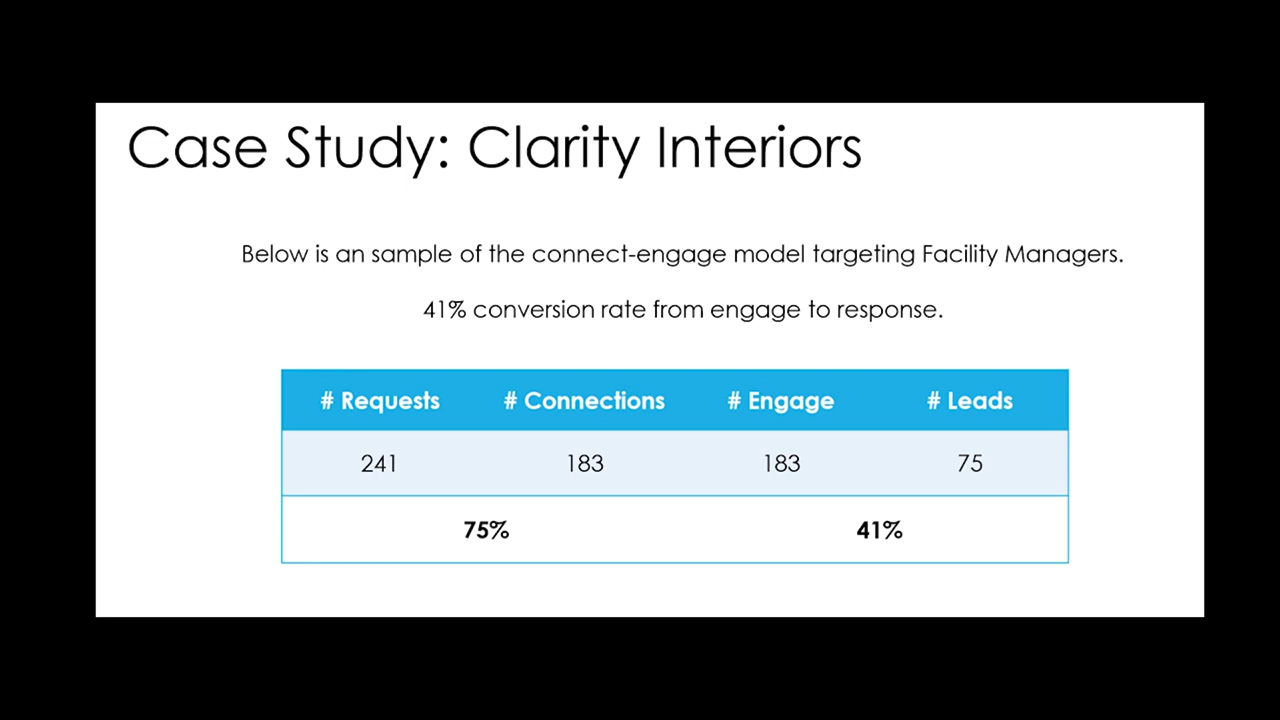 Case Study: Clarity Interiors
Below is an sample of the connect-engage model targeting Facility Managers.
41% conversion rate from engage to response.
# Requests # Connections # Engage # Leads
241 183 183 75
75% 41%